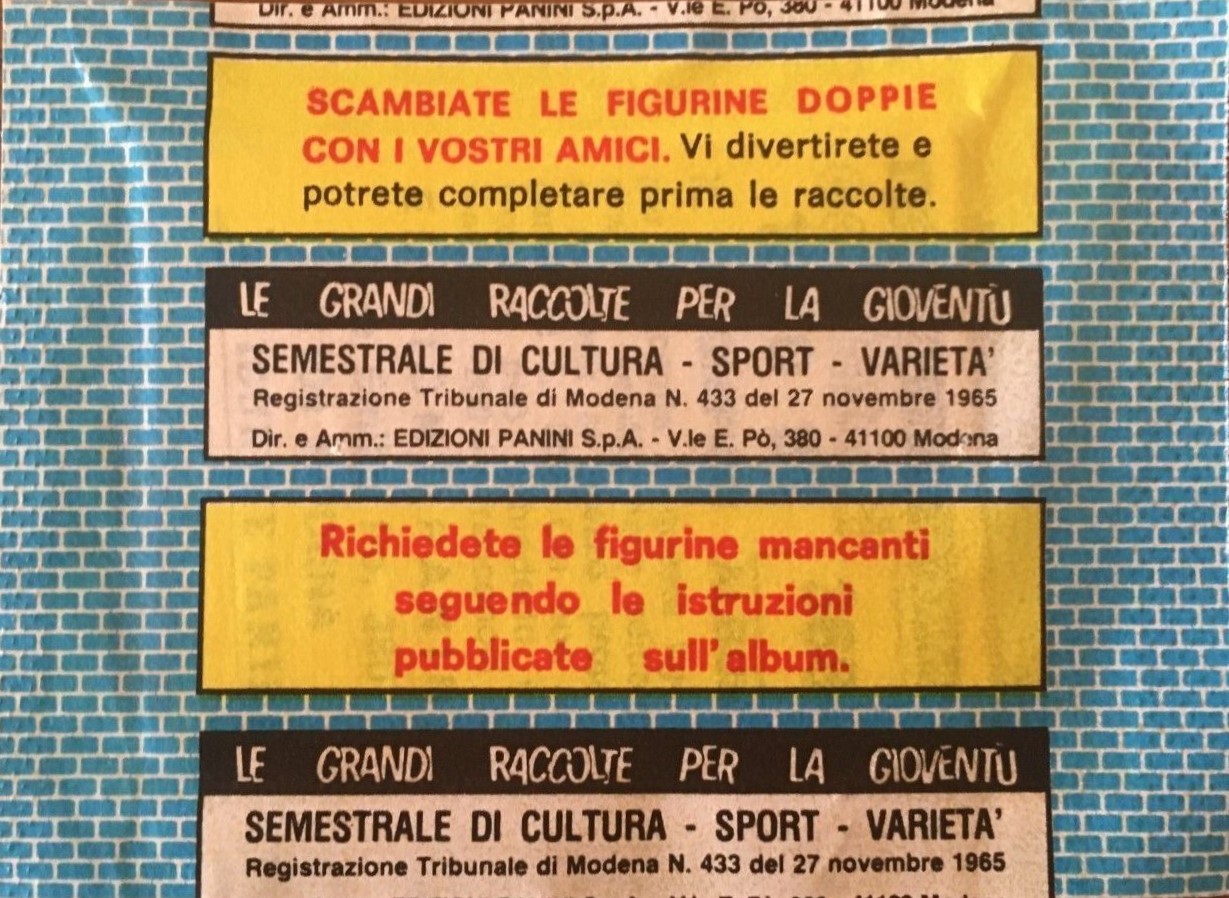 Dir. e Amm.: EDIZIONI PANINI S.p.A. - V.le E. Pò, 380 - 41100 Modena
SCAMBIATE LE FIGURINE DOPPIE
CON I VOSTRI AMICI. Vi divertirete e
potrete completare prima le raccolte.
LE GRANDI RACCOLTE PER LA GIOVENTÙ
SEMESTRALE DI CULTURA - SPORT - VARIETA'
Registrazione Tribunale di Modena N. 433 del 27 novembre 1965
Dir. e Amm.: EDIZIONI PANINI S.p.A. - V.le E. Pò, 380 - 41100 Modena
Richiedete le figurine mancanti
seguendo le istruzioni
pubblicate sull'album.
LE GRANDI RACCOLTE PER LA GIOVENTÙ
SEMESTRALE DI CULTURA - SPORT - VARIETA'
Registrazione Tribunale di Modena N. 433 del 27 novembre 1965